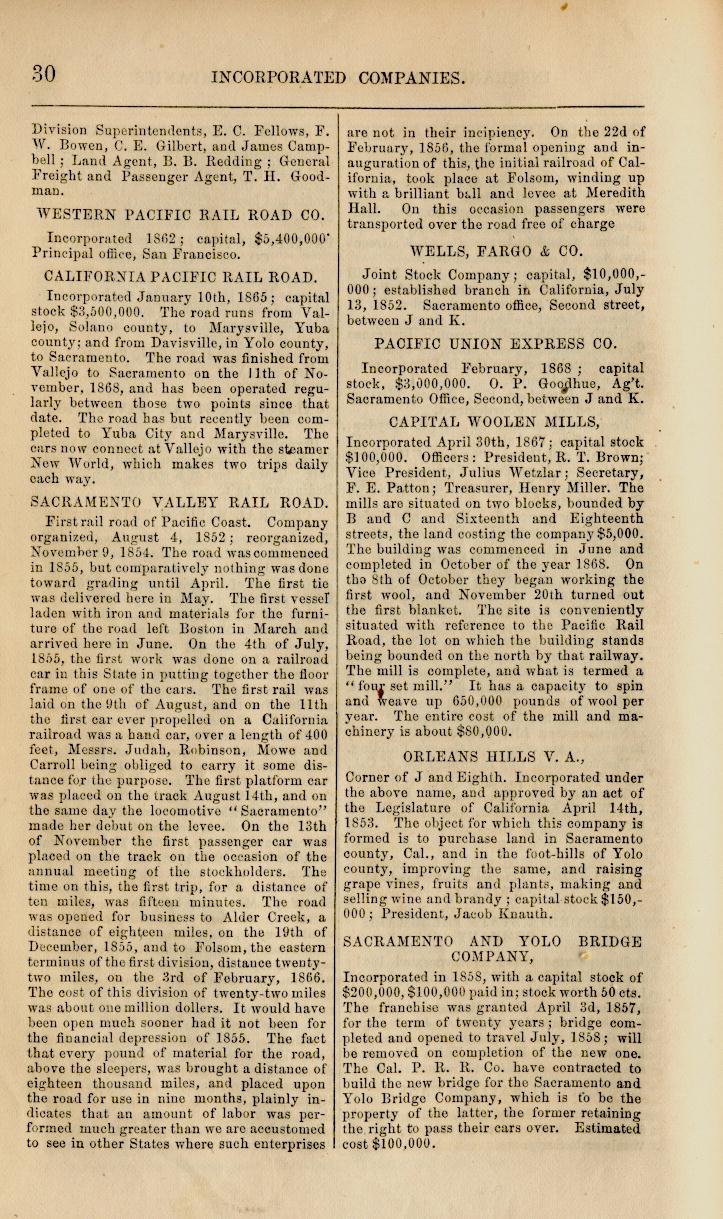 30
INCORPORATED COMPANIES.
Division Superintendents, E. C. Fellows, F.
W. Bowen, C. E. Gilbert, and James Camp-
bell ; Land Agent, B. B. Redding ; General
Freight and Passenger Agent, T. H. Good-
man.
WESTERN PACIFIC RAIL ROAD CO.
Incorporated 1862 ; capital, $5,400,000'
Principal office, San Francisco.
CALIFORNIA PACIFIC RAIL ROAD.
Incorporated January 10th, 1865 ; capital
stock $3,500,000. The road runs from Val-
lejo, Solano county, to Marysville, Yuba
county; and from Davisville, in Yolo county,
to Sacramento. The road was finished from
Vallejo to Sacramento on the 11th of No-
vember, 1868, and has been operated regu-
larly between those two points since that
date. The road has but recently been com-
pleted to Yuba City and Marysville. The
cars now connect at Vallejo with the steamer
New World, which makes two trips daily
each way.
SACRAMENTO VALLEY RAIL ROAD.
First rail road of Pacific Coast. Company
organized, August 4, 1852 ; reorganized,
November 9, 1854. The road was commenced
in 1855, but comparatively nothing was done
toward grading until April. The first tie
was delivered here in May. The first vessel
laden with iron and materials for the furni-
ture of the road left Boston in March and
arrived here in June. On the 4th of July,
1855, the first work was done on a railroad
car in this State in putting together the floor
frame of one of the cars. The first rail was
laid on the 9th of August, and on the 11th
the first car ever propelled on a California
railroad was a hand car, over a length of 400
feet, Messrs. Judah, Robinson, Mowe and
Carroll being obliged to carry it some dis-
tance for the purpose. The first platform car
was placed on the track August 14th, and on
the same day the locomotive "Sacramento"
made her debut on the levee. On the 13th
of November the first passenger car was
placed on the track on the occasion of the
annual meeting of the stockholders. The
time on this, the first trip, for a distance of
ten miles, was fifteen minutes. The road
was opened for business to Alder Creek, a
distance of eighteen miles, on the 19th of
December, 1855, and to Folsom, the eastern
terminus of the first division, distance twenty-
two miles, on the 3rd of February, 1866.
The cost of this division of twenty-two miles
was about one million dollars. It would have
been open much sooner had it not been for
the financial depression of 1855. The fact
that every pound of material for the road,
above the sleepers, was brought a distance of
eighteen thousand miles, and placed upon
the road for use in nine months, plainly in-
dicates that an amount of labor was per-
formed much greater than we are accustomed
to see in other States where such enterprises
are not in their incipiency. On the 22d of
February, 1856, the formal opening and in-
auguration of this, the initial railroad of Cal-
ifornia, took place at Folsom, winding up
with a brilliant ball and levee at Meredith
Hall. On this occasion passengers were
transported over the road free of charge
WELLS, FARGO & CO.
Joint Stock Company ; capital, $10,000,-
000 ; established branch in California, July
13, 1852. Sacramento office, Second street,
between J and K.
PACIFIC UNION EXPRESS CO.
Incorporated February, 1868 ; capital
stock, $3,000,000. O. P. Goodhue, Ag't.
Sacramento Office, Second, between J and K.
CAPITAL WOOLEN MILLS,
Incorporated April 30th, 1867 ; capital stock
$100,000. Officers : President, R. T. Brown;
Vice President, Julius Wetzlar; Secretary,
F. E. Patton; Treasurer, Henry Miller. The
mills are situated on two blocks, bounded by
B and C and Sixteenth and Eighteenth
streets, the land costing the company $5,000.
The building was commenced in June and
completed in October of the year 1868. On
the 8th of October they began working the
first wool, and November 20th turned out
the first blanket. The site is conveniently
situated with reference to the Pacific Rail
Road, the lot on which the building stands
being bounded on the north by that railway.
The mill is complete, and what is termed a
" four set mill." It has a capacity to spin
and weave up 650,000 pounds of wool per
year. The entire cost of the mill and ma-
chinery is about $80,000.
ORLEANS HILLS V. A.,
Corner of J and Eighth. Incorporated under
the above name, and approved by an act of
the Legislature of California April 14th,
1853. The object for which this company is
formed is to purchase land in Sacramento
county, Cal., and in the foot-hills of Yolo
county, improving the same, and raising
grape vines, fruits and plants, making and
selling wine and brandy ; capital stock $150,-
000 ; President, Jacob Knauth.
SACRAMENTO AND YOLO BRIDGE
COMPANY,
Incorporated in 1858, with a capital stock of
$200,000, $100,000 paid in; stock worth 50 cts.
The franchise was granted April 3d, 1857,
for the term of twenty years ; bridge com-
pleted and opened to travel July, 1858 ; will
be removed on completion of the new one.
The Cal. P. R. R. Co. have contracted to
build the new bridge for the Sacramento and
Yolo Bridge Company, which is to be the
property of the latter, the former retaining
the right to pass their cars over. Estimated
cost $100,000.